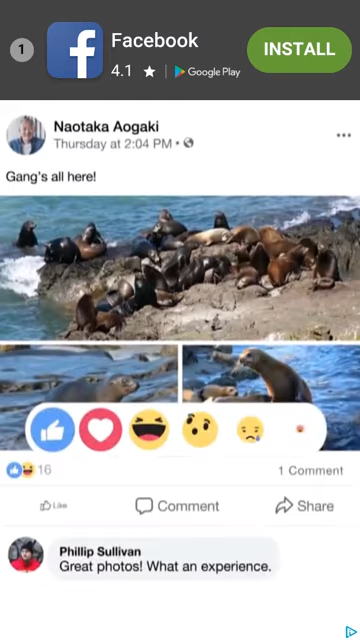 1
Facebook
4.1 ★ | Google Play
INSTALL
Naotaka Aogaki
Thursday at 2:04 PM •
Gang's all here!
16
1 Comment
Like
Comment
Share
Phillip Sullivan
Great photos! What an experience.